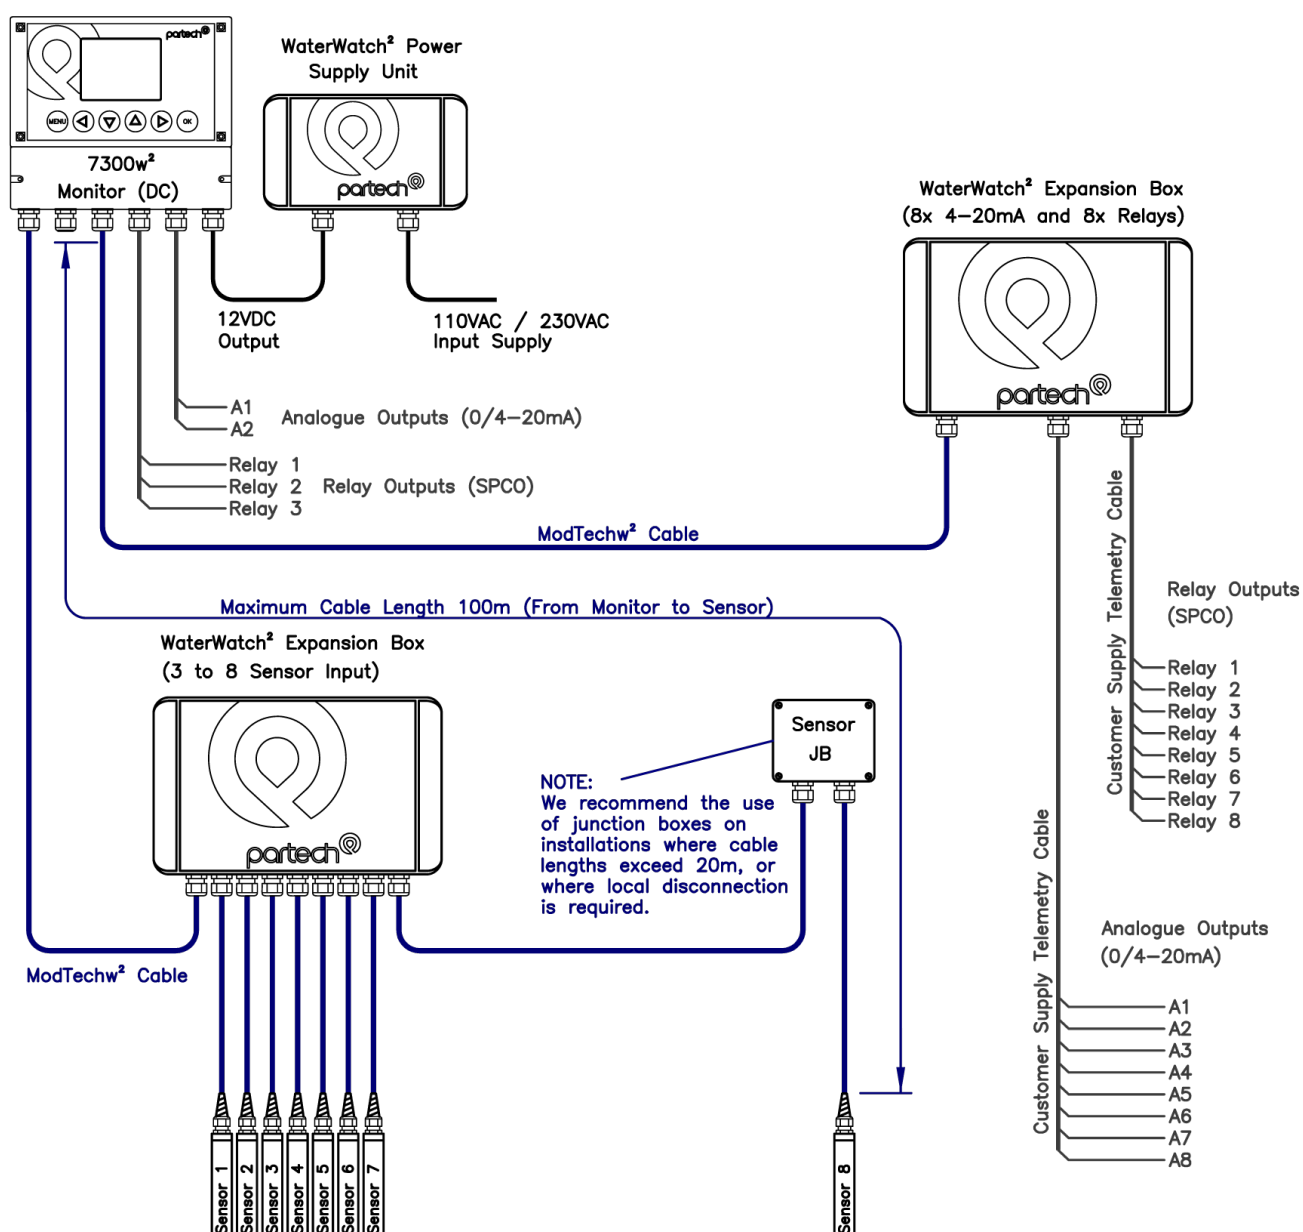 partech
MENU
OK
7300w²
Monitor (DC)
WaterWatch² Power
Supply Unit
partech
12VDC
Output
110VAC / 230VAC
Input Supply
A1
A2
Analogue Outputs (0/4-20mA)
Relay 1
Relay 2
Relay 3
Relay Outputs (SPCO)
ModTechw² Cable
WaterWatch² Expansion Box
(8x 4-20mA and 8x Relays)
partech
Customer Supply Telemetry Cable
Relay Outputs
(SPCO)
Relay 1
Relay 2
Relay 3
Relay 4
Relay 5
Relay 6
Relay 7
Relay 8
Customer Supply Telemetry Cable
Analogue Outputs
(0/4-20mA)
A1
A2
A3
A4
A5
A6
A7
A8
Maximum Cable Length 100m (From Monitor to Sensor)
WaterWatch² Expansion Box
(3 to 8 Sensor Input)
partech
ModTechw² Cable
Sensor
JB
NOTE:
We recommend the use
of junction boxes on
installations where cable
lengths exceed 20m, or
where local disconnection
is required.
Sensor 1
Sensor 2
Sensor 3
Sensor 4
Sensor 5
Sensor 6
Sensor 7
Sensor 8